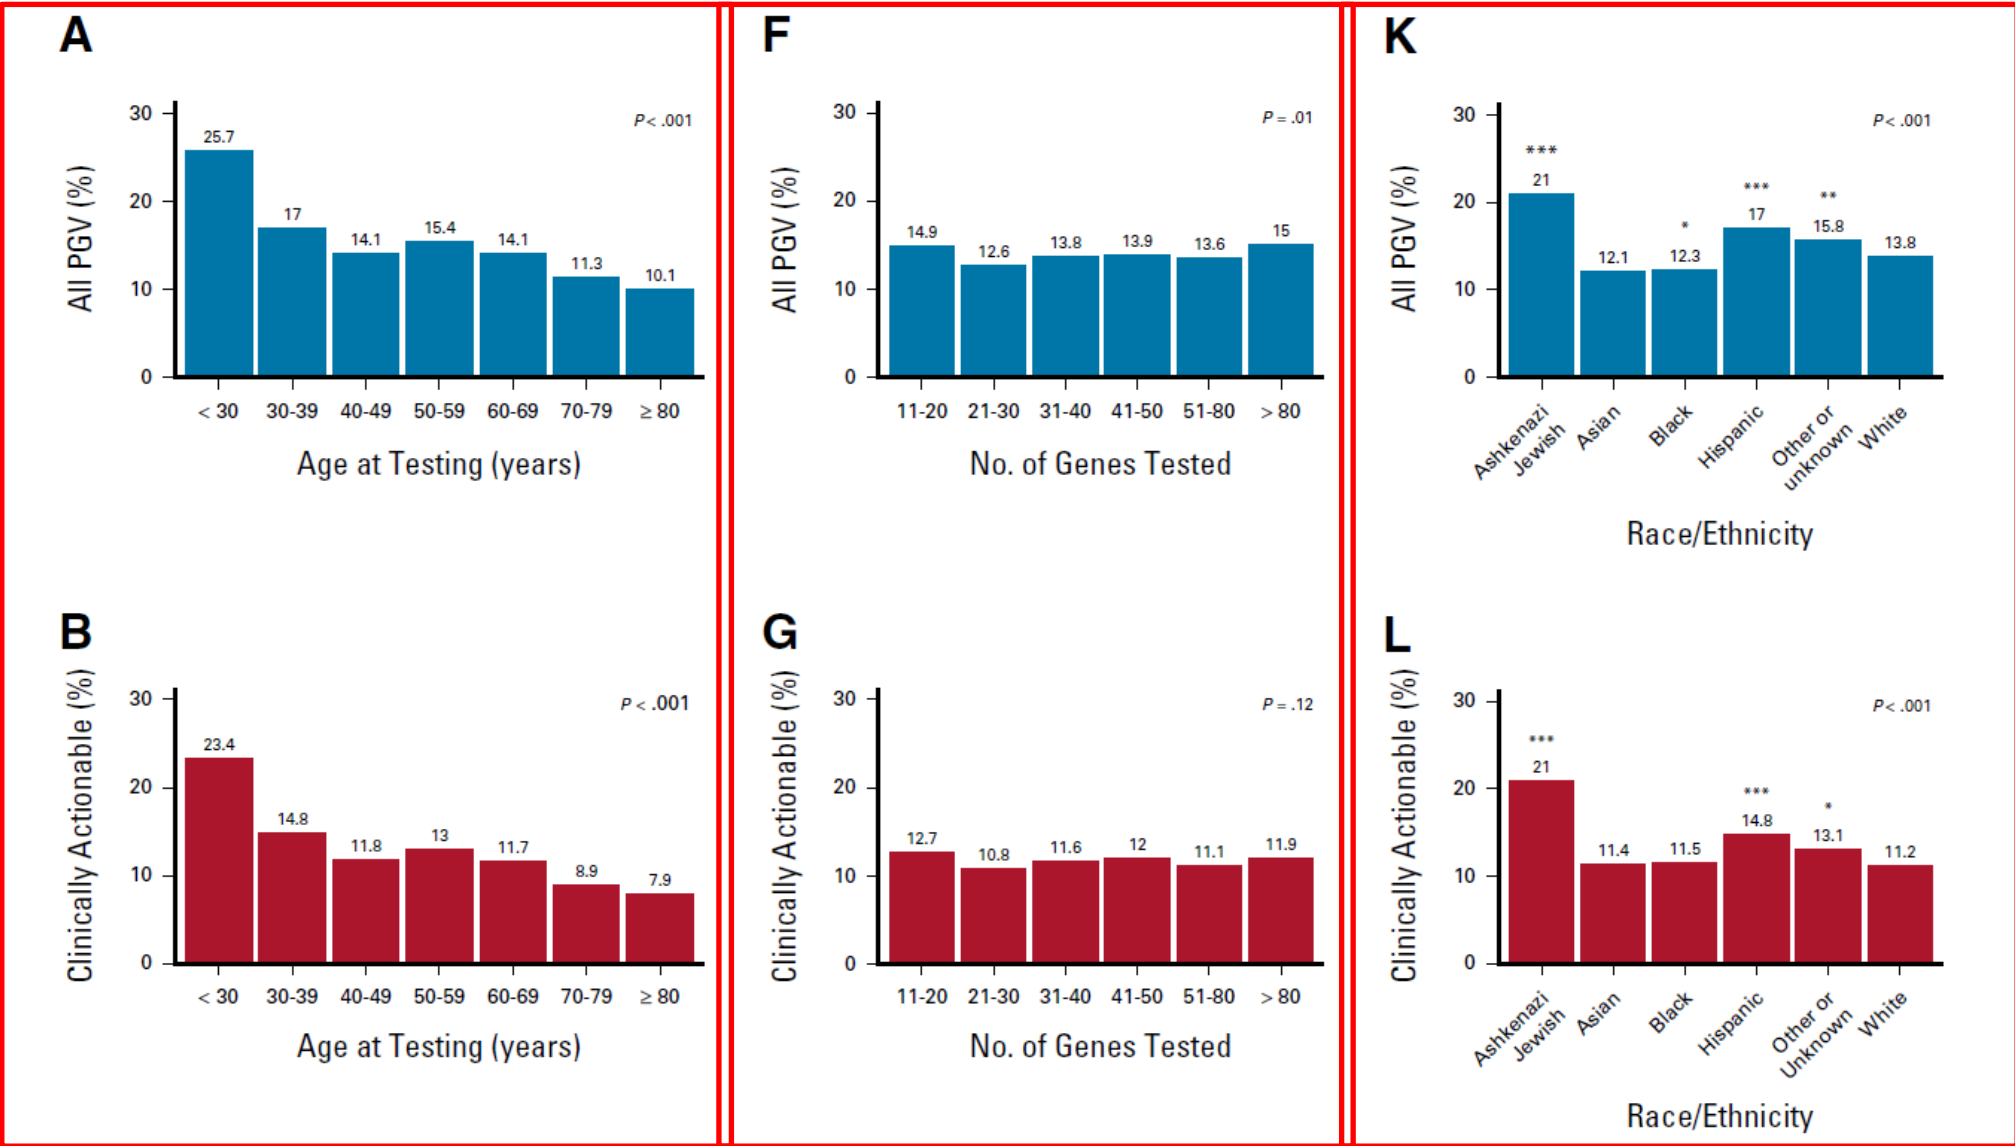 A
All PGV (%)
30
20
10
0
P < .001
25.7
17
14.1
15.4
14.1
11.3
10.1
< 30 30-39 40-49 50-59 60-69 70-79 ≥ 80
Age at Testing (years)
B
Clinically Actionable (%)
30
20
10
0
P < .001
23.4
14.8
11.8
13
11.7
8.9
7.9
< 30 30-39 40-49 50-59 60-69 70-79 ≥ 80
Age at Testing (years)
F
All PGV (%)
30
20
10
0
P = .01
14.9
12.6
13.8
13.9
13.6
15
11-20 21-30 31-40 41-50 51-80 > 80
No. of Genes Tested
G
Clinically Actionable (%)
30
20
10
0
P = .12
12.7
10.8
11.6
12
11.1
11.9
11-20 21-30 31-40 41-50 51-80 > 80
No. of Genes Tested
K
All PGV (%)
30
20
10
0
P < .001
***
21
12.1
*
12.3
***
17
**
15.8
13.8
Ashkenazi
Jewish
Asian
Black
Hispanic
Other or
unknown
White
Race/Ethnicity
L
Clinically Actionable (%)
30
20
10
0
P < .001
***
21
11.4
11.5
***
14.8
*
13.1
11.2
Ashkenazi
Jewish
Asian
Black
Hispanic
Other or
Unknown
White
Race/Ethnicity